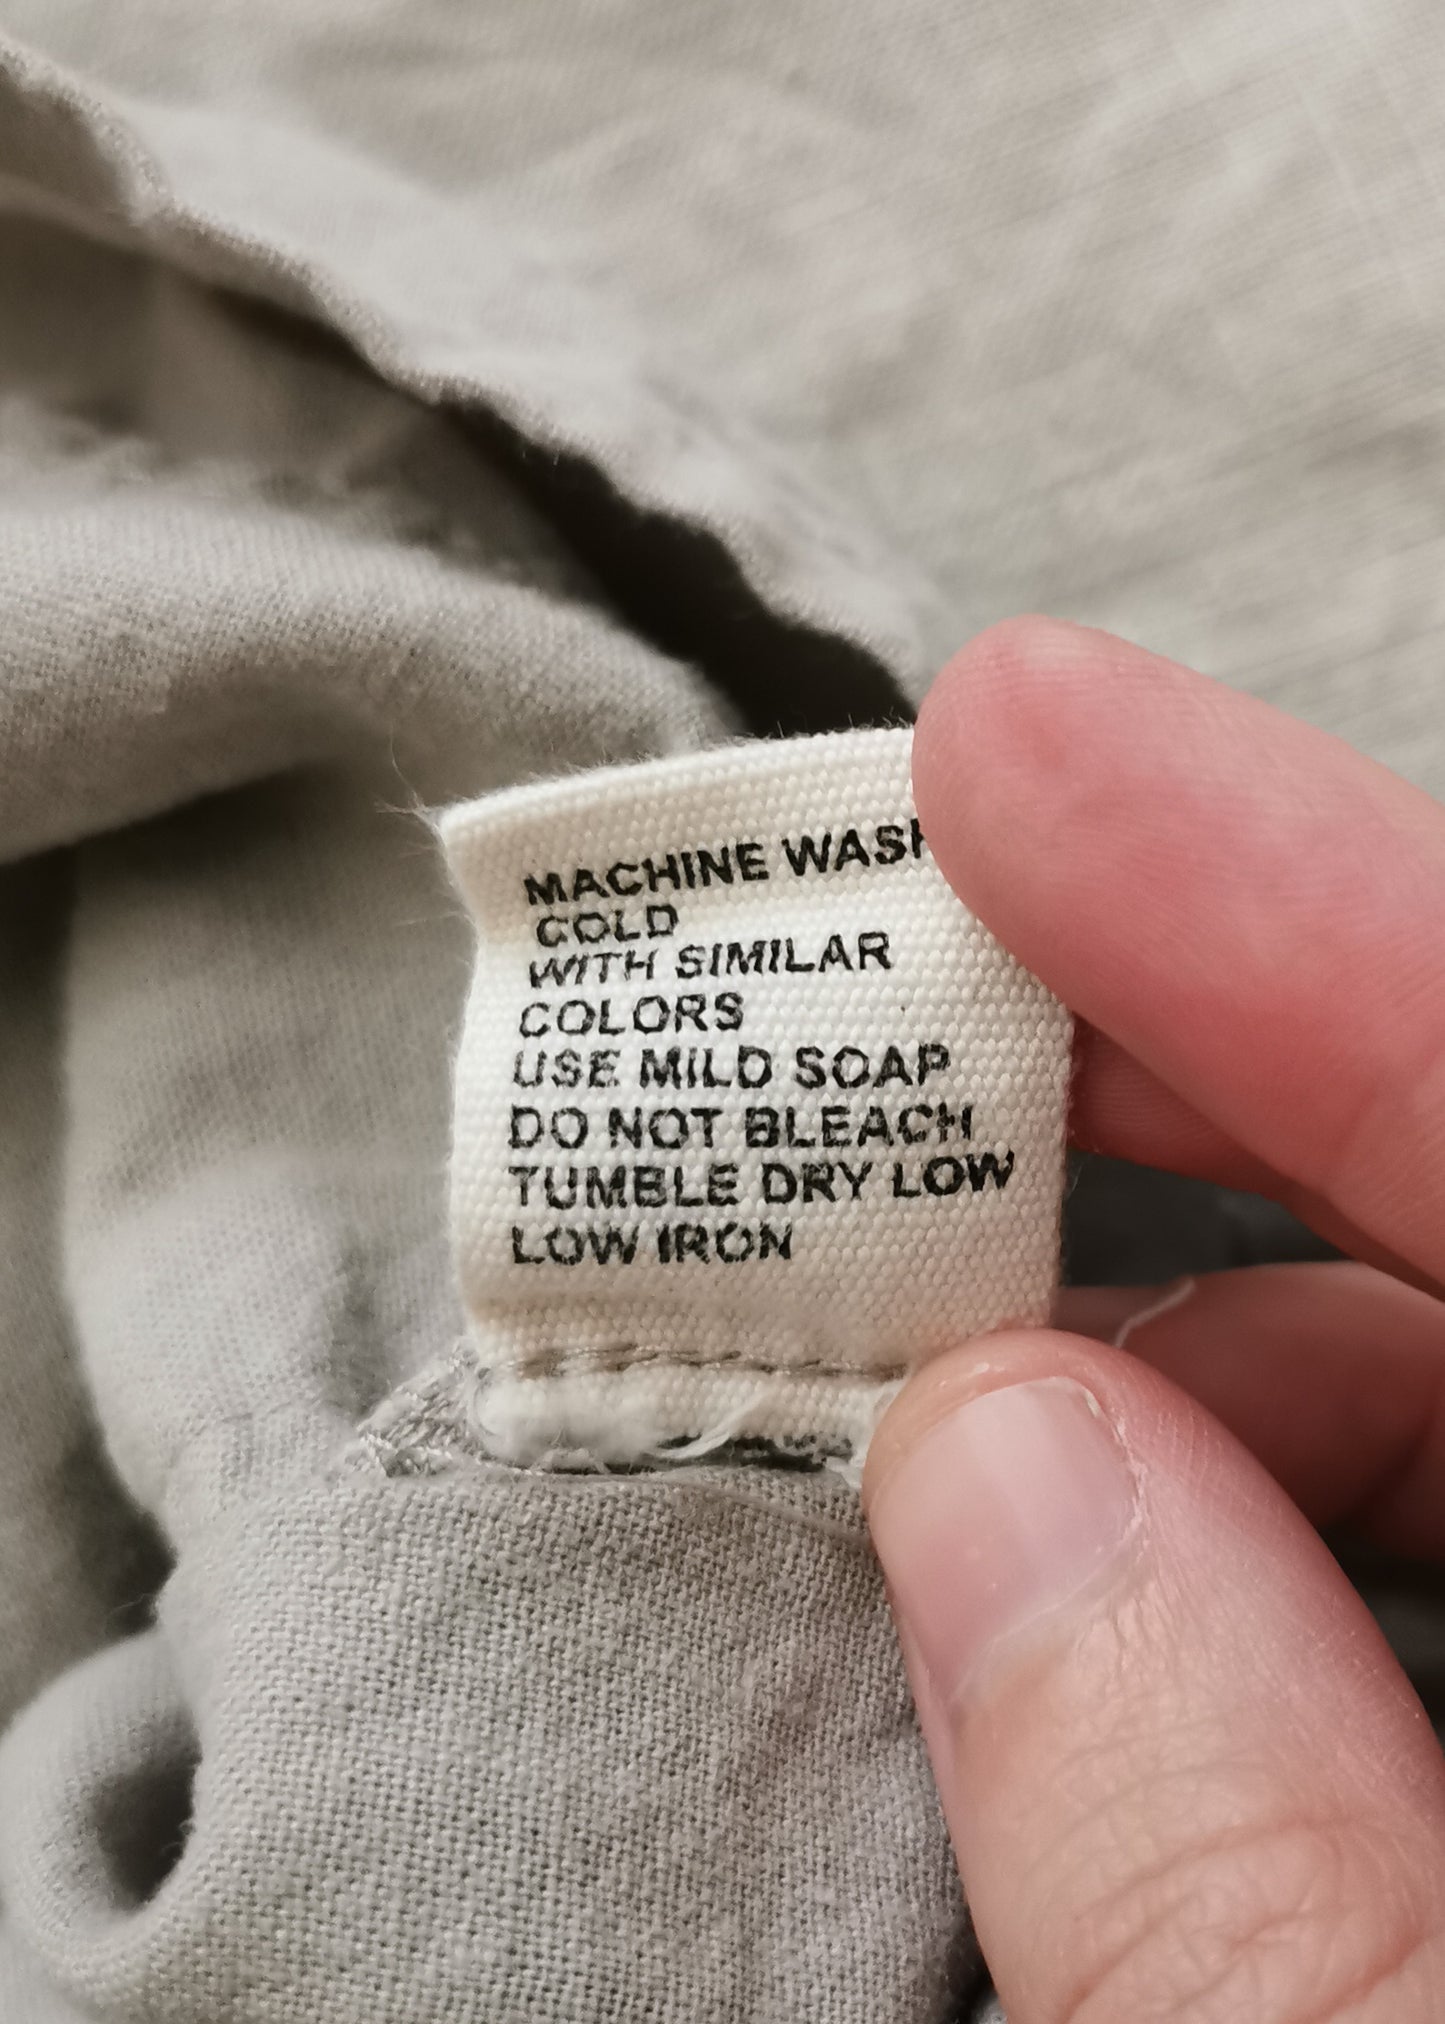 MACHINE WASH
COLD
WITH SIMILAR
COLORS
USE MILD SOAP
DO NOT BLEACH
TUMBLE DRY LOW
LOW IRON